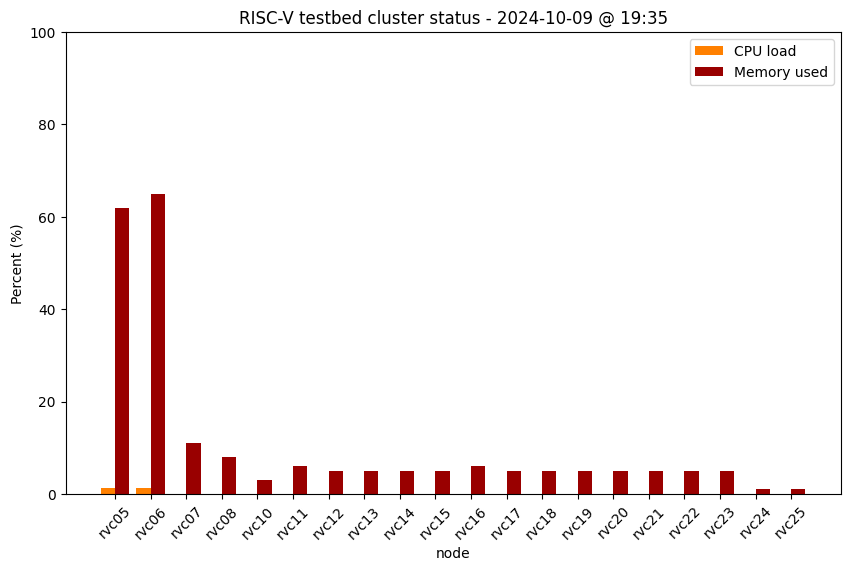 RISC-V testbed cluster status - 2024-10-09 @ 19:35
CPU load
Memory used
Percent (%)
100
80
60
40
20
0
rvc05
rvc06
rvc07
rvc08
rvc10
rvc11
rvc12
rvc13
rvc14
rvc15
rvc16
rvc17
rvc18
rvc19
rvc20
rvc21
rvc22
rvc23
rvc24
rvc25
node